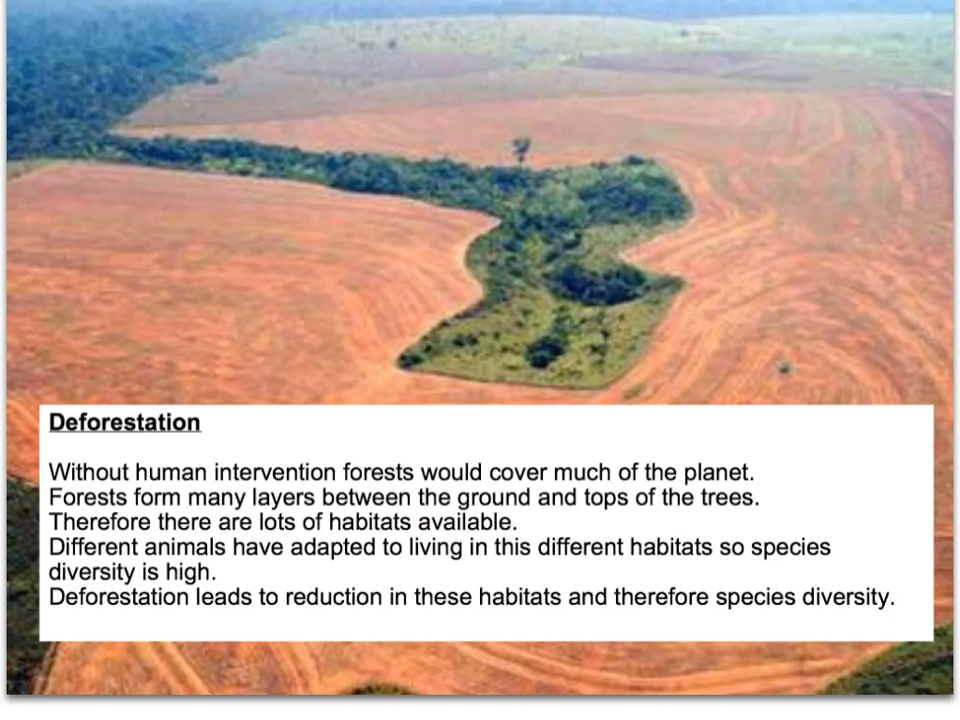 Deforestation
Without human intervention forests would cover much of the planet.
Forests form many layers between the ground and tops of the trees.
Therefore there are lots of habitats available.
Different animals have adapted to living in this different habitats so species
diversity is high.
Deforestation leads to reduction in these habitats and therefore species diversity.